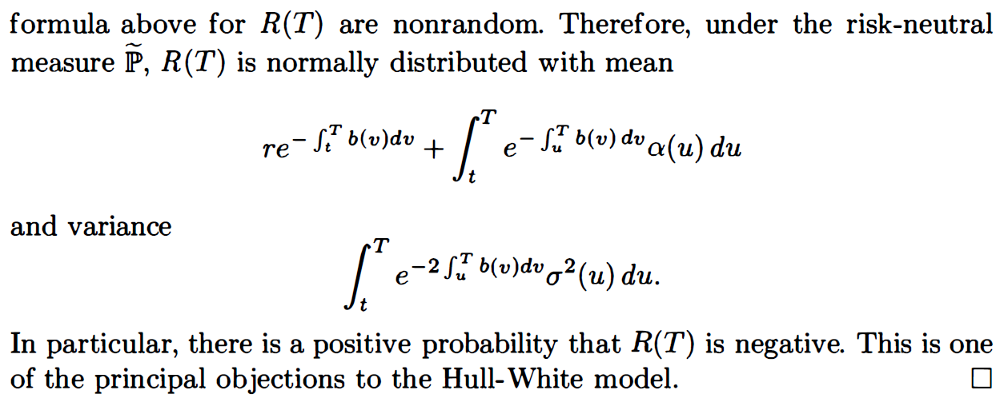 formula above for R(T) are nonrandom. Therefore, under the risk-neutral
measure $\widetilde{\mathbb{P}}$, R(T) is normally distributed with mean
$re^{-\int_t^T b(v)dv} + \int_t^T e^{-\int_u^T b(v)\,dv}\alpha(u)\,du$
and variance
$\int_t^T e^{-2\int_u^T b(v)dv}\sigma^2(u)\,du.$
In particular, there is a positive probability that R(T) is negative. This is one
of the principal objections to the Hull-White model. □